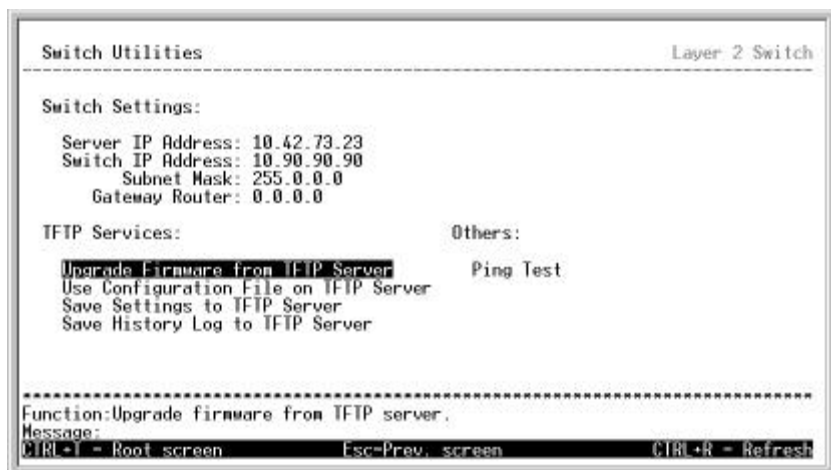 Switch Utilities Layer 2 Switch
Switch Settings:
Server IP Address: 10.42.73.23
Switch IP Address: 10.90.90.90
Subnet Mask: 255.0.0.0
Gateway Router: 0.0.0.0
TFTP Services: Others:
Upgrade Firmware from TFTP Server Ping Test
Use Configuration File on TFTP Server
Save Settings to TFTP Server
Save History Log to TFTP Server
Function:Upgrade firmware from TFTP server.
Message:
CTRL+T = Root screen Esc=Prev. screen CTRL+R = Refresh